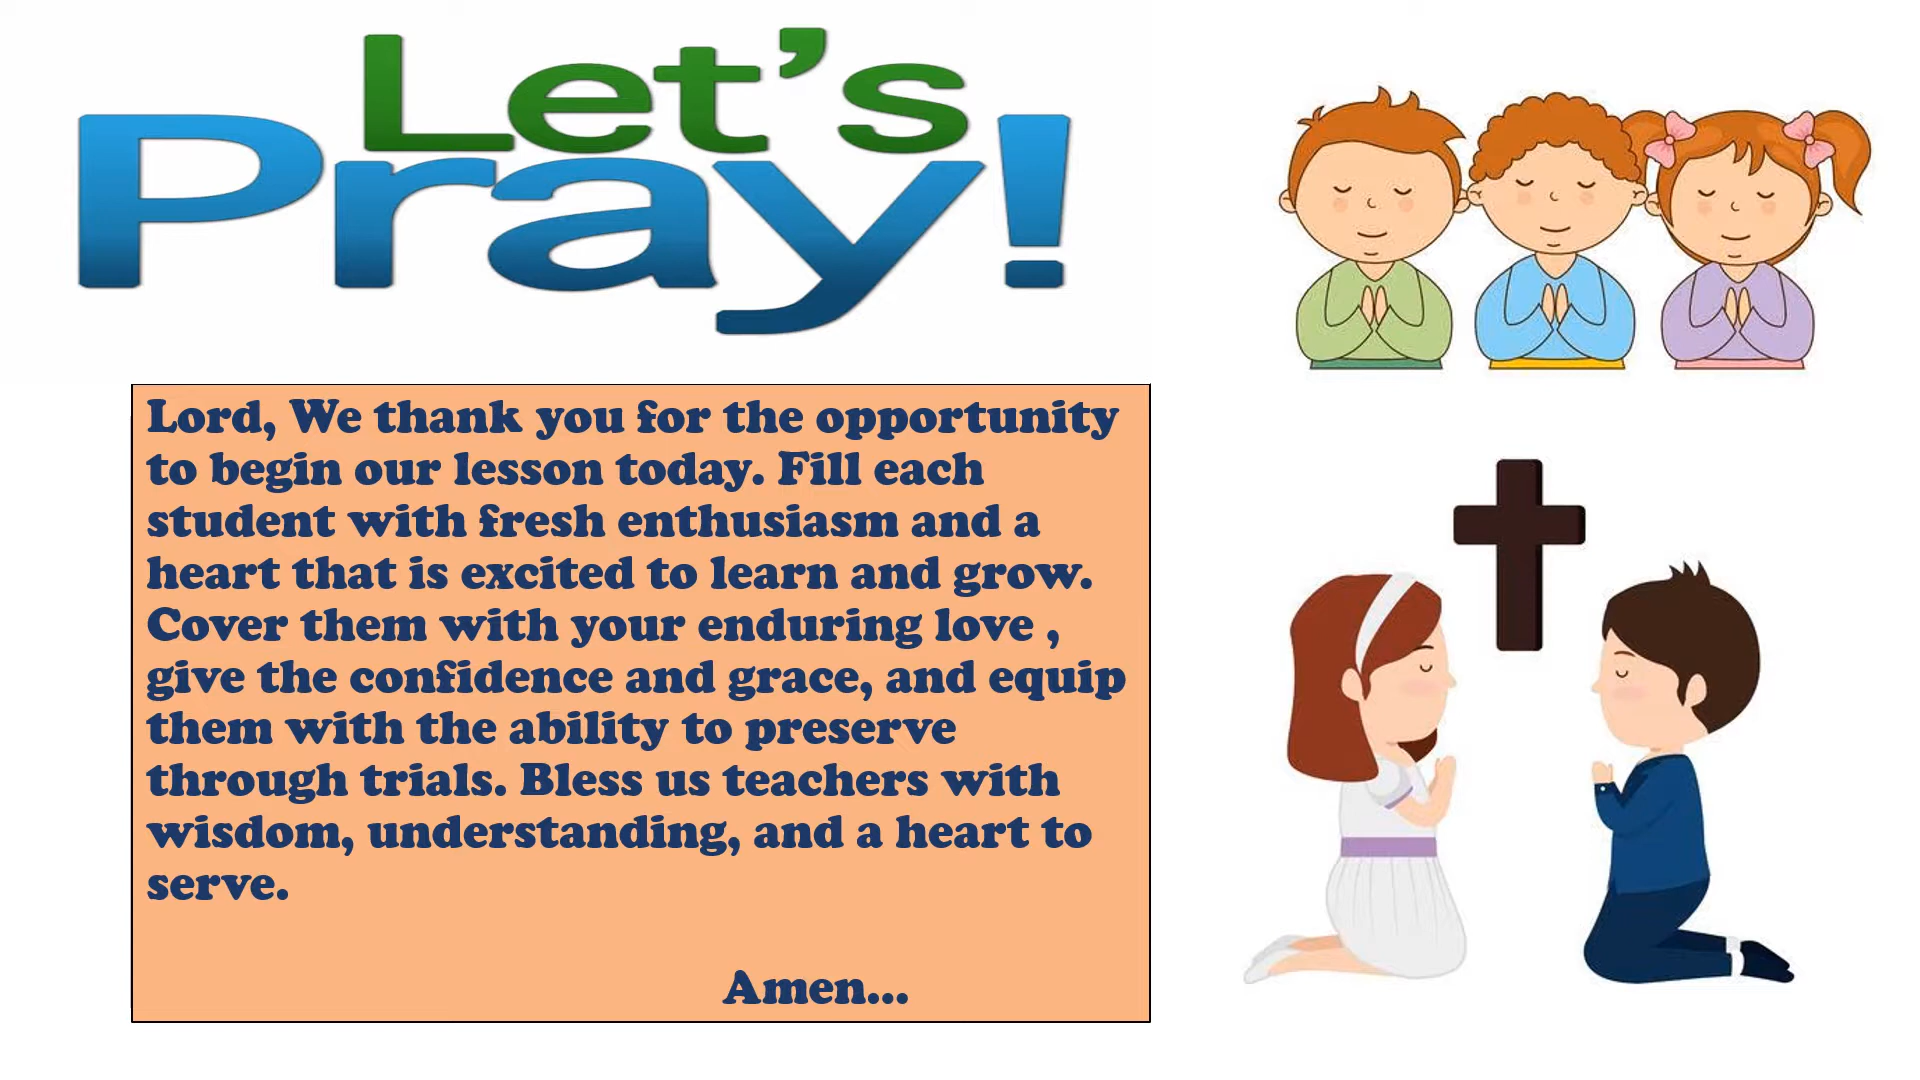 Let's
Pray!
Lord, We thank you for the opportunity
to begin our lesson today. Fill each
student with fresh enthusiasm and a
heart that is excited to learn and grow.
Cover them with your enduring love ,
give the confidence and grace, and equip
them with the ability to preserve
through trials. Bless us teachers with
wisdom, understanding, and a heart to
serve.
Amen...